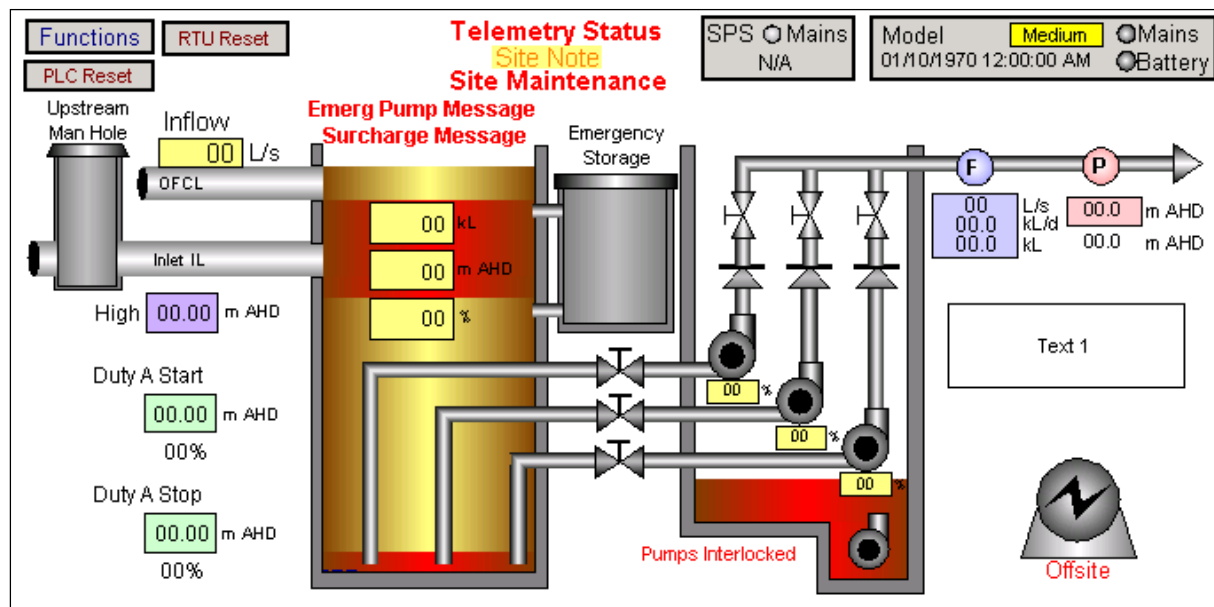 Functions
RTU Reset
PLC Reset
Telemetry Status
Site Note
Site Maintenance
SPS Mains
N/A
Model Medium Mains
01/10/1970 12:00:00 AM Battery
Upstream
Man Hole
Inflow
00 L/s
Emerg Pump Message
Surcharge Message
Emergency
Storage
OFCL
Inlet IL
00 kL
00 m AHD
00 %
High 00.00 m AHD
Duty A Start
00.00 m AHD
00%
Duty A Stop
00.00 m AHD
00%
F
P
00 L/s
00.0 kL/d
00.0 kL
00.0 m AHD
00.0 m AHD
Text 1
00 %
00 %
00 %
Pumps Interlocked
Offsite